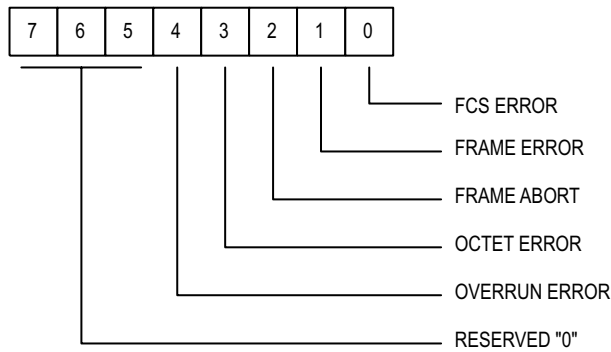 7 6 5 4 3 2 1 0
FCS ERROR
FRAME ERROR
FRAME ABORT
OCTET ERROR
OVERRUN ERROR
RESERVED "0"